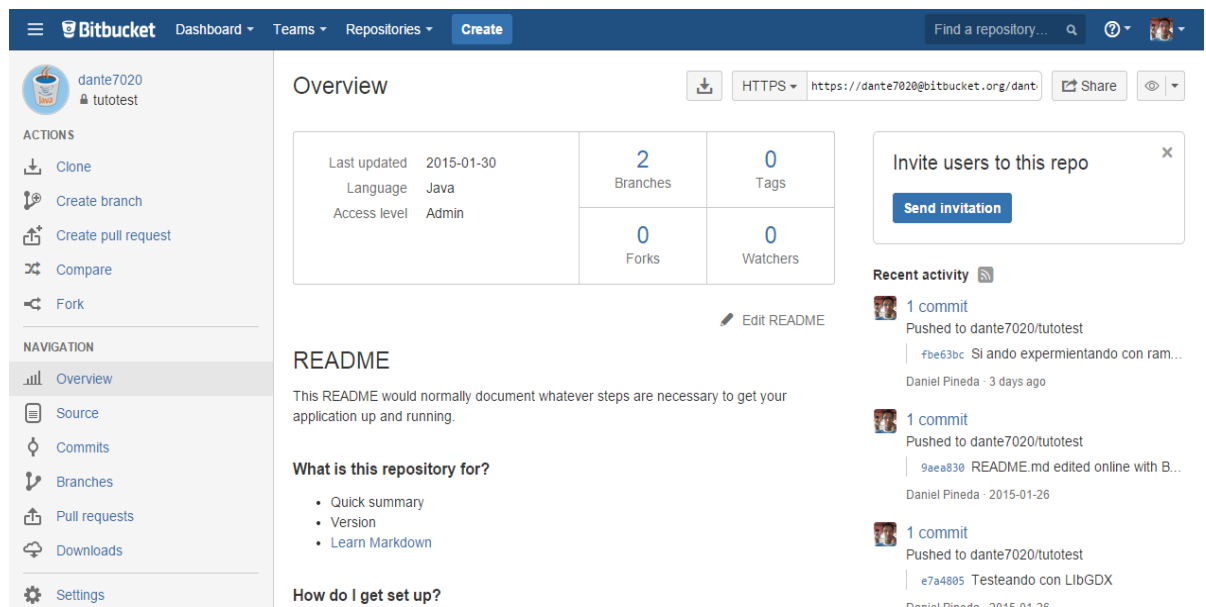 Bitbucket Dashboard Teams Repositories Create Find a repository...
dante7020
tutotest
ACTIONS
Clone
Create branch
Create pull request
Compare
Fork
NAVIGATION
Overview
Source
Commits
Branches
Pull requests
Downloads
Settings
Overview
HTTPS https://dante7020@bitbucket.org/dant
Share
Last updated 2015-01-30
Language Java
Access level Admin
2
Branches
0
Tags
0
Forks
0
Watchers
Edit README
README
This README would normally document whatever steps are necessary to get your
application up and running.
What is this repository for?
• Quick summary
• Version
• Learn Markdown
How do I get set up?
Invite users to this repo
Send invitation
Recent activity
1 commit
Pushed to dante7020/tutotest
fbe63bc Si ando expermientando con ram...
Daniel Pineda · 3 days ago
1 commit
Pushed to dante7020/tutotest
9aea830 README.md edited online with B...
Daniel Pineda · 2015-01-26
1 commit
Pushed to dante7020/tutotest
e7a4805 Testeando con LIbGDX
Daniel Pineda · 2015-01-26